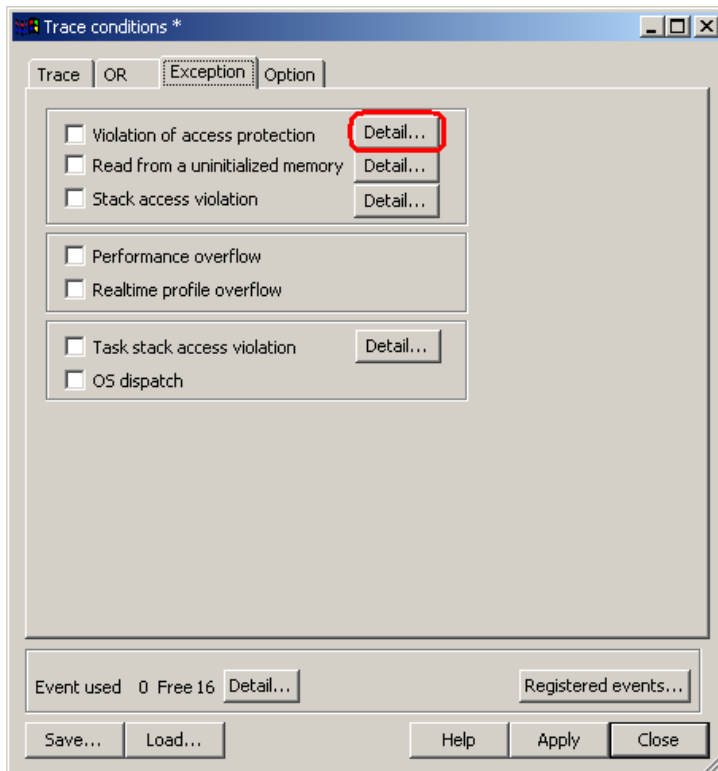 Trace conditions *
Trace OR Exception Option
Violation of access protection Detail...
Read from a uninitialized memory Detail...
Stack access violation Detail...
Performance overflow
Realtime profile overflow
Task stack access violation Detail...
OS dispatch
Event used 0 Free 16 Detail... Registered events...
Save... Load... Help Apply Close